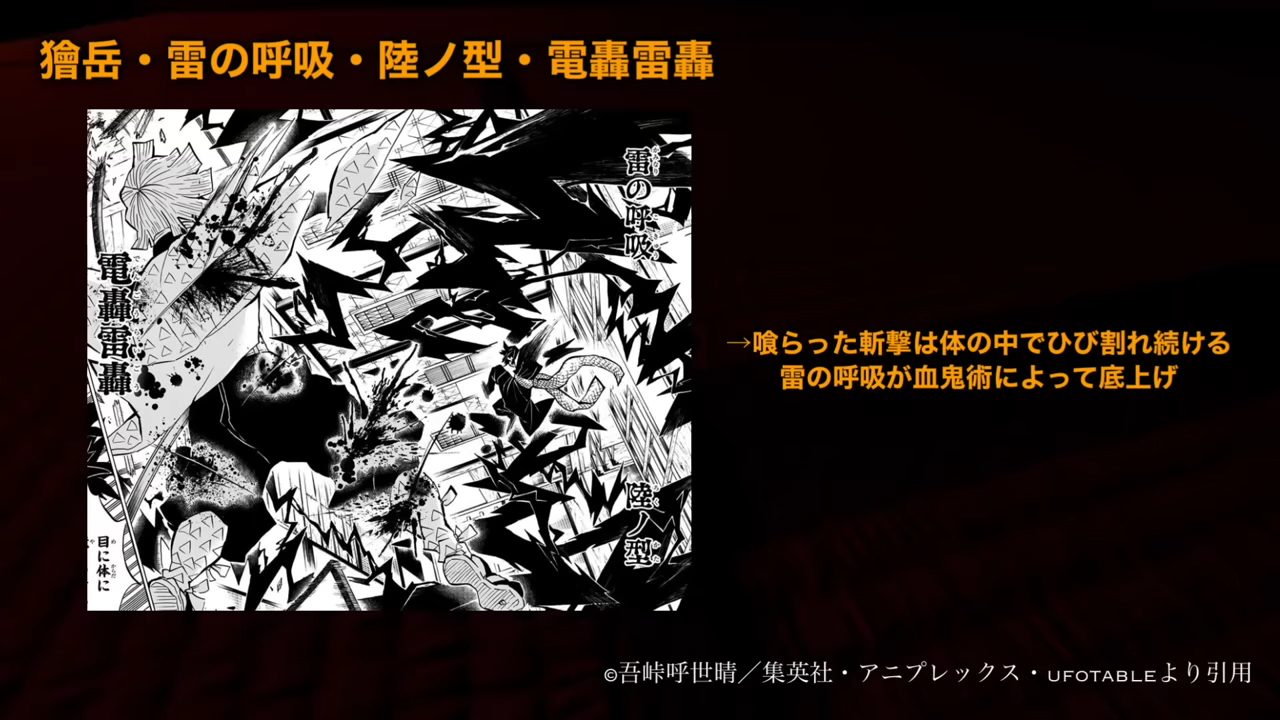 獪岳・雷の呼吸・陸ノ型・電轟雷轟
雷の呼吸
陸ノ型
電轟雷轟
目に体に
→喰らった斬撃は体の中でひび割れ続ける
雷の呼吸が血鬼術によって底上げ
©吾峠呼世晴／集英社・アニプレックス・UFOTABLEより引用